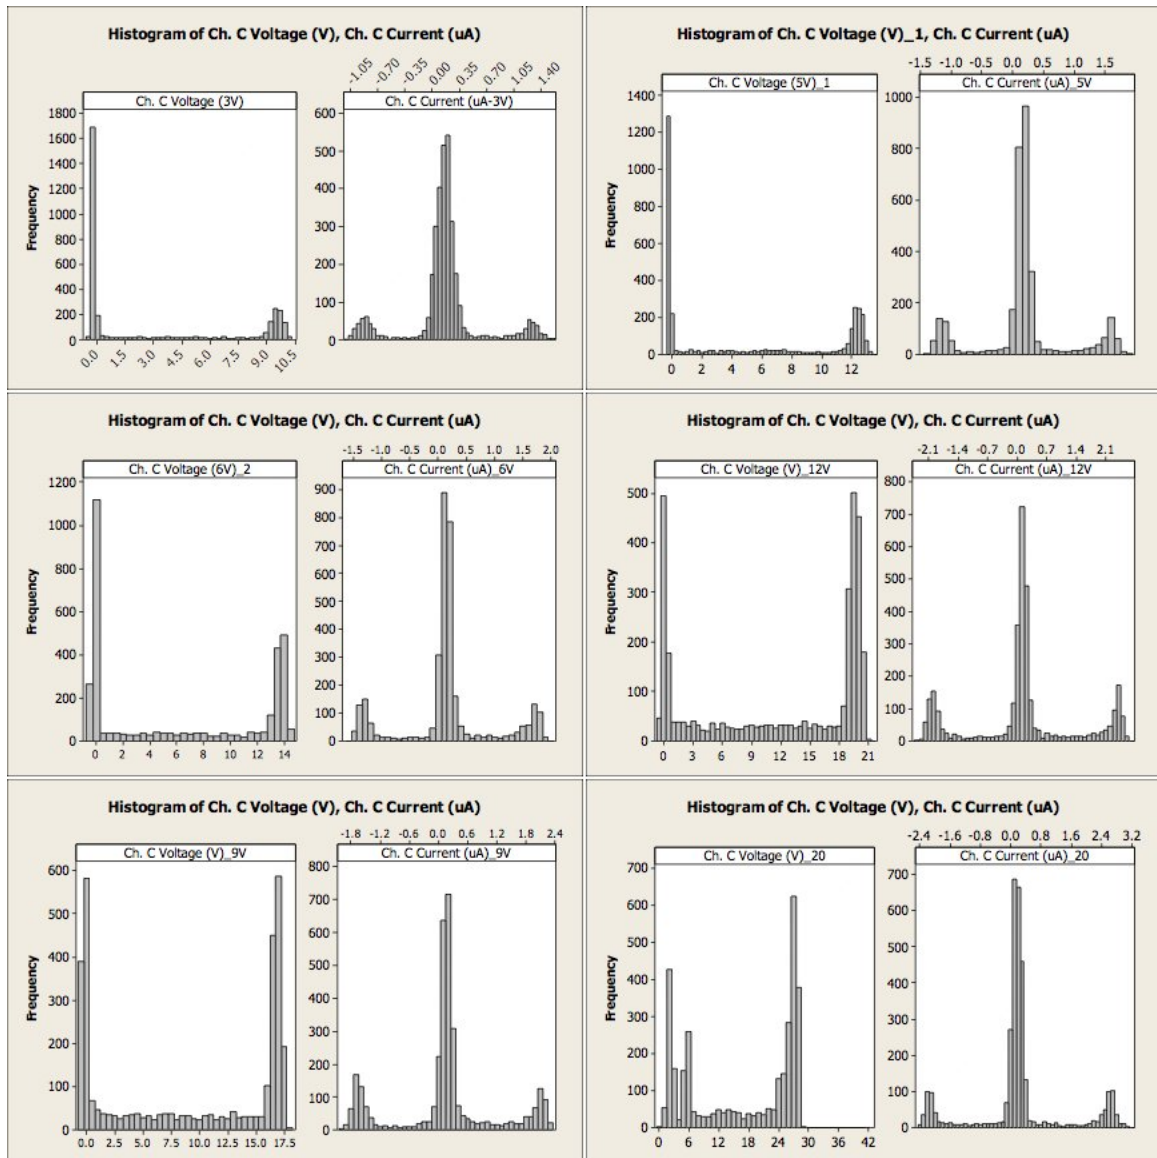 Histogram of Ch. C Voltage (V), Ch. C Current (uA)
-1.05 -0.70 -0.35 0.00 0.35 0.70 1.05 1.40
Ch. C Voltage (3V) Ch. C Current (uA-3V)
1800 1600 1400 1200 1000 800 600 400 200 0
600 500 400 300 200 100 0
Frequency
0.0 1.5 3.0 4.5 6.0 7.5 9.0 10.5
Histogram of Ch. C Voltage (V)_1, Ch. C Current (uA)
-1.5 -1.0 -0.5 0.0 0.5 1.0 1.5
Ch. C Voltage (5V)_1 Ch. C Current (uA)_5V
1400 1200 1000 800 600 400 200 0
1000 800 600 400 200 0
Frequency
0 2 4 6 8 10 12
Histogram of Ch. C Voltage (V), Ch. C Current (uA)
-1.5 -1.0 -0.5 0.0 0.5 1.0 1.5 2.0
Ch. C Voltage (6V)_2 Ch. C Current (uA)_6V
1200 1000 800 600 400 200 0
900 800 700 600 500 400 300 200 100 0
Frequency
0 2 4 6 8 10 12 14
Histogram of Ch. C Voltage (V), Ch. C Current (uA)
-2.1 -1.4 -0.7 0.0 0.7 1.4 2.1
Ch. C Voltage (V)_12V Ch. C Current (uA)_12V
500 400 300 200 100 0
800 700 600 500 400 300 200 100 0
Frequency
0 3 6 9 12 15 18 21
Histogram of Ch. C Voltage (V), Ch. C Current (uA)
-1.8 -1.2 -0.6 0.0 0.6 1.2 1.8 2.4
Ch. C Voltage (V)_9V Ch. C Current (uA)_9V
600 500 400 300 200 100 0
800 700 600 500 400 300 200 100 0
Frequency
0.0 2.5 5.0 7.5 10.0 12.5 15.0 17.5
Histogram of Ch. C Voltage (V), Ch. C Current (uA)
-2.4 -1.6 -0.8 0.0 0.8 1.6 2.4 3.2
Ch. C Voltage (V)_20 Ch. C Current (uA)_20
700 600 500 400 300 200 100 0
700 600 500 400 300 200 100 0
Frequency
0 6 12 18 24 30 36 42